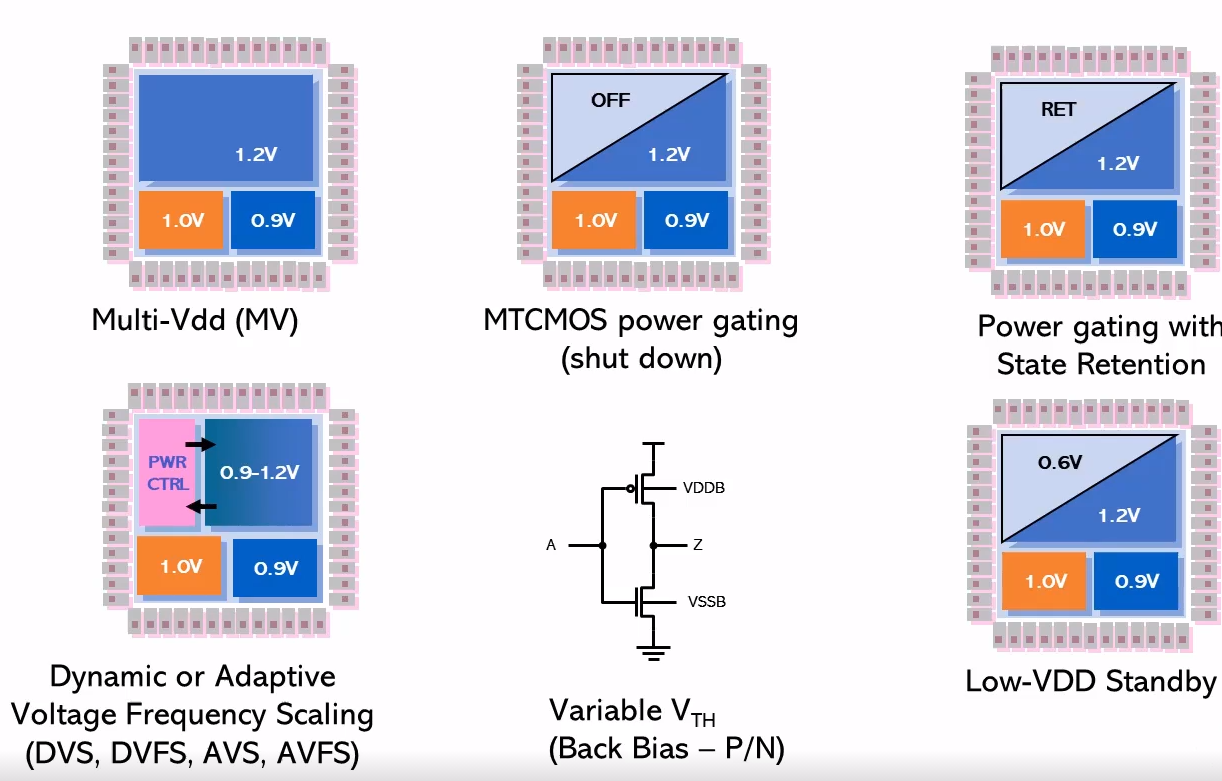 1.2V
1.0V
0.9V
Multi-Vdd (MV)
OFF
1.2V
1.0V
0.9V
MTCMOS power gating
(shut down)
RET
1.2V
1.0V
0.9V
Power gating with
State Retention
PWR
CTRL
0.9-1.2V
1.0V
0.9V
Dynamic or Adaptive
Voltage Frequency Scaling
(DVS, DVFS, AVS, AVFS)
VDDB
A
Z
VSSB
Variable VTH
(Back Bias – P/N)
0.6V
1.2V
1.0V
0.9V
Low-VDD Standby